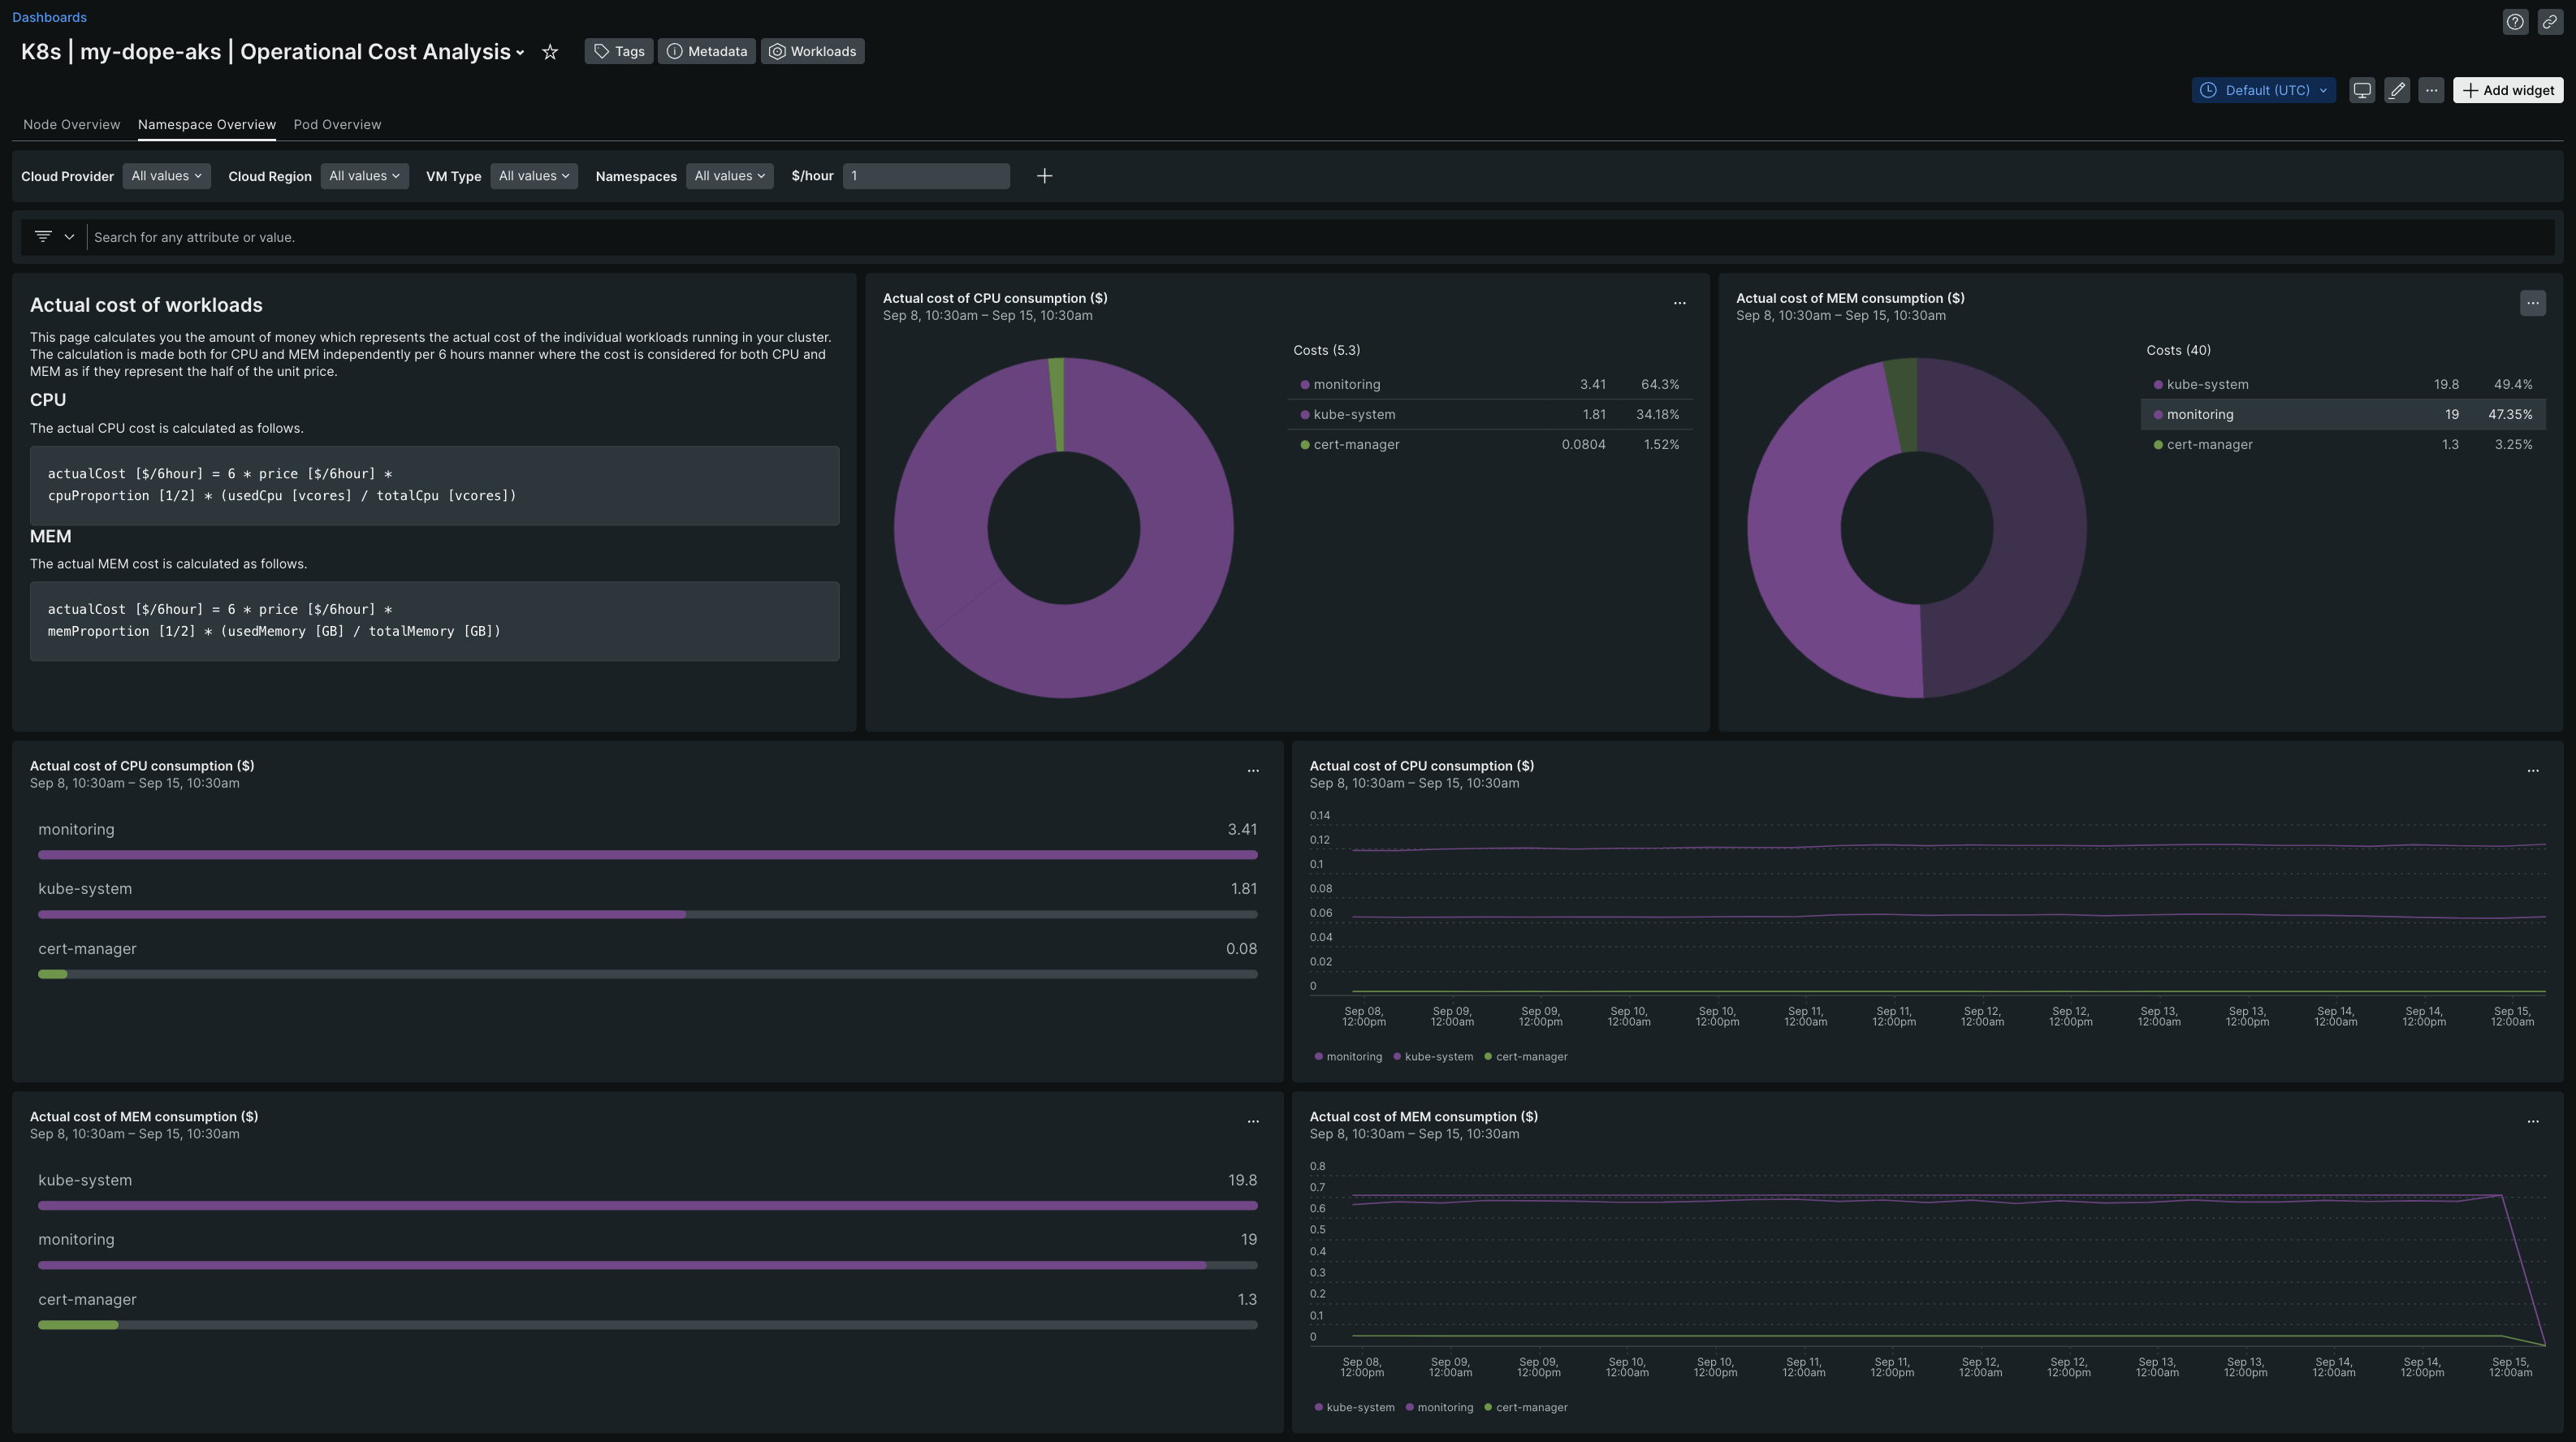 Dashboards
K8s | my-dope-aks | Operational Cost Analysis
Tags
Metadata
Workloads
Default (UTC)
Add widget
Node Overview
Namespace Overview
Pod Overview
Cloud Provider
All values
Cloud Region
All values
VM Type
All values
Namespaces
All values
$/hour
1
Search for any attribute or value.
Actual cost of workloads
This page calculates you the amount of money which represents the actual cost of the individual workloads running in your cluster.
The calculation is made both for CPU and MEM independently per 6 hours manner where the cost is considered for both CPU and
MEM as if they represent the half of the unit price.
CPU
The actual CPU cost is calculated as follows.
actualCost [$/6hour] = 6 * price [$/6hour] *
cpuProportion [1/2] * (usedCpu [vcores] / totalCpu [vcores])
MEM
The actual MEM cost is calculated as follows.
actualCost [$/6hour] = 6 * price [$/6hour] *
memProportion [1/2] * (usedMemory [GB] / totalMemory [GB])
Actual cost of CPU consumption ($)
Sep 8, 10:30am – Sep 15, 10:30am
Costs (5.3)
monitoring 3.41 64.3%
kube-system 1.81 34.18%
cert-manager 0.0804 1.52%
Actual cost of MEM consumption ($)
Sep 8, 10:30am – Sep 15, 10:30am
Costs (40)
kube-system 19.8 49.4%
monitoring 19 47.35%
cert-manager 1.3 3.25%
Actual cost of CPU consumption ($)
Sep 8, 10:30am – Sep 15, 10:30am
monitoring 3.41
kube-system 1.81
cert-manager 0.08
Actual cost of CPU consumption ($)
Sep 8, 10:30am – Sep 15, 10:30am
0.14
0.12
0.1
0.08
0.06
0.04
0.02
0
Sep 08, Sep 09, Sep 09, Sep 10, Sep 10, Sep 11, Sep 11, Sep 12, Sep 12, Sep 13, Sep 13, Sep 14, Sep 14, Sep 15,
12:00pm 12:00am 12:00pm 12:00am 12:00pm 12:00am 12:00pm 12:00am 12:00pm 12:00am 12:00pm 12:00am 12:00pm 12:00am
monitoring kube-system cert-manager
Actual cost of MEM consumption ($)
Sep 8, 10:30am – Sep 15, 10:30am
kube-system 19.8
monitoring 19
cert-manager 1.3
Actual cost of MEM consumption ($)
Sep 8, 10:30am – Sep 15, 10:30am
0.8
0.7
0.6
0.5
0.4
0.3
0.2
0.1
0
Sep 08, Sep 09, Sep 09, Sep 10, Sep 10, Sep 11, Sep 11, Sep 12, Sep 12, Sep 13, Sep 13, Sep 14, Sep 14, Sep 15,
12:00pm 12:00am 12:00pm 12:00am 12:00pm 12:00am 12:00pm 12:00am 12:00pm 12:00am 12:00pm 12:00am 12:00pm 12:00am
kube-system monitoring cert-manager